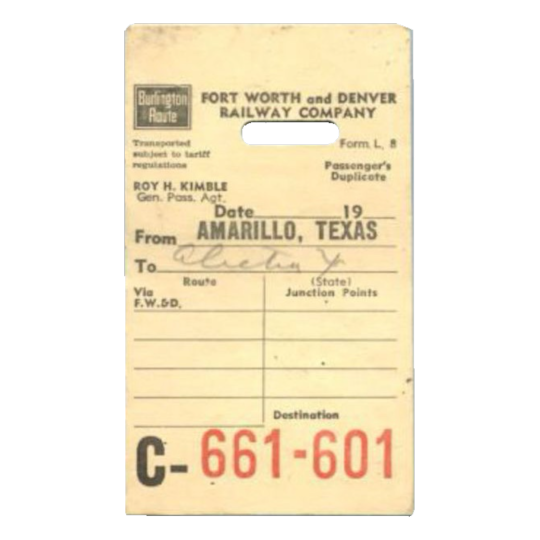 Burlington
Route
FORT WORTH and DENVER
RAILWAY COMPANY
Transported
subject to tariff
regulations
Form L. 8
Passenger's
Duplicate
ROY H. KIMBLE
Gen. Pass. Agt.
Date 19
From AMARILLO, TEXAS
To Electra
Route (State)
Via Junction Points
F.W.&D.
Destination
C-661-601